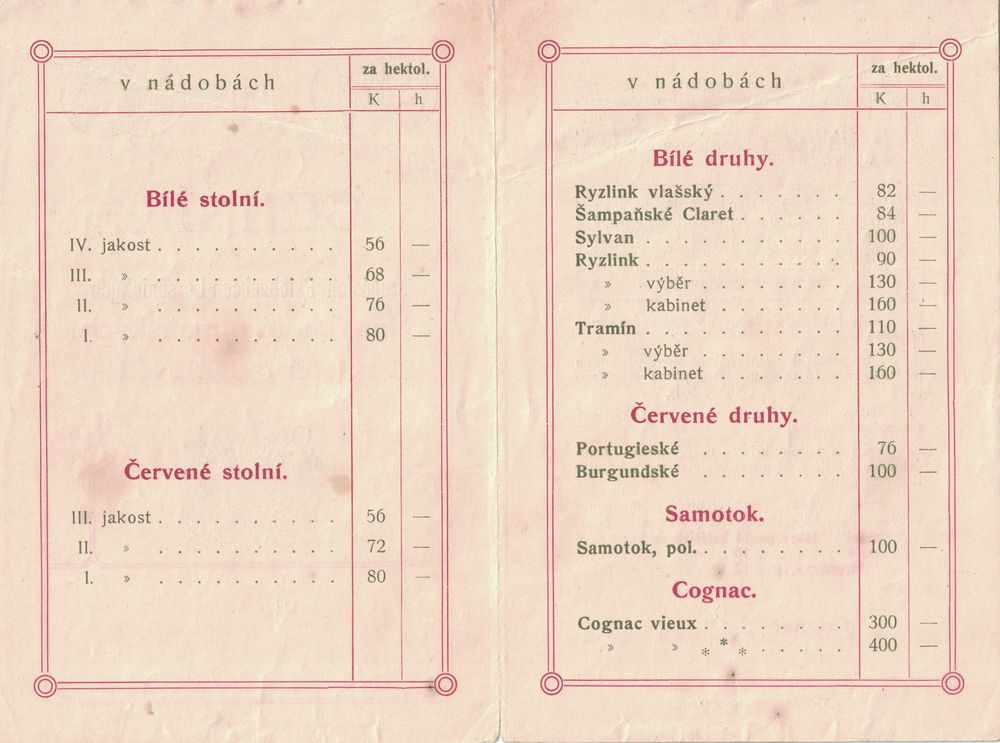 v nádobách za hektol.
K h
Bílé stolní.
IV. jakost . . . . . . . . . . 56 —
III. » . . . . . . . . . . 68 —
II. » . . . . . . . . . . 76 —
I. » . . . . . . . . . . 80 —
Červené stolní.
III. jakost . . . . . . . . . . 56 —
II. » . . . . . . . . . . 72 —
I. » . . . . . . . . . . 80 —
v nádobách za hektol.
K h
Bílé druhy.
Ryzlink vlašský . . . . . . . 82 —
Šampaňské Claret . . . . . . 84 —
Sylvan . . . . . . . . . . . 100 —
Ryzlink . . . . . . . . . . . 90 —
» výběr . . . . . . . . 130 —
» kabinet . . . . . . . 160 —
Tramín . . . . . . . . . . . 110 —
» výběr . . . . . . . . 130 —
» kabinet . . . . . . . 160 —
Červené druhy.
Portugieské . . . . . . . . 76 —
Burgundské . . . . . . . . 100 —
Samotok.
Samotok, pol. . . . . . . . . 100 —
Cognac.
Cognac vieux . . . . . . . . 300 —
» » * * * . . . . . 400 —